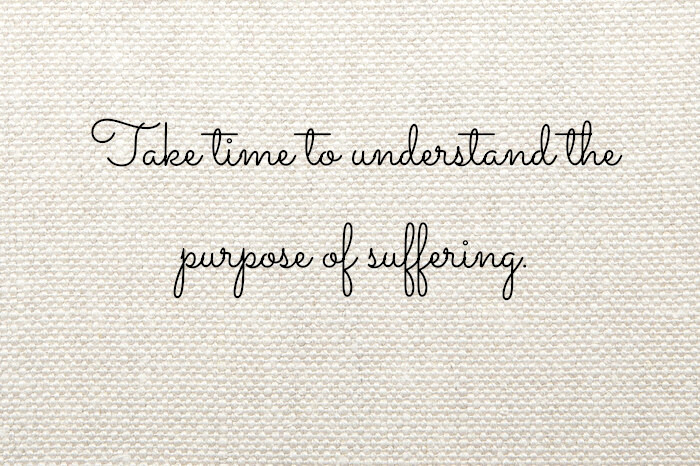 Take time to understand the
purpose of suffering.